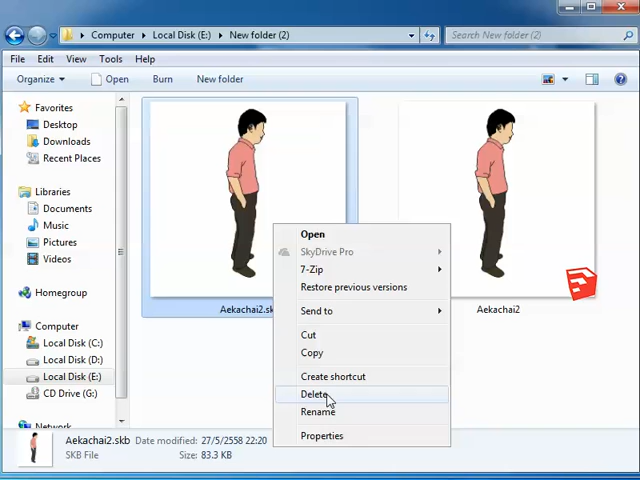 Computer Local Disk (E:) New folder (2)
Search New folder (2)
File Edit View Tools Help
Organize Open Burn New folder
Favorites
Desktop
Downloads
Recent Places
Libraries
Documents
Music
Pictures
Videos
Homegroup
Computer
Local Disk (C:)
Local Disk (D:)
Local Disk (E:)
CD Drive (G:)
Network
Aekachai2.sk
Aekachai2
Open
SkyDrive Pro
7-Zip
Restore previous versions
Send to
Cut
Copy
Create shortcut
Delete
Rename
Properties
Aekachai2.skb Date modified: 27/5/2558 22:20
SKB File Size: 83.3 KB